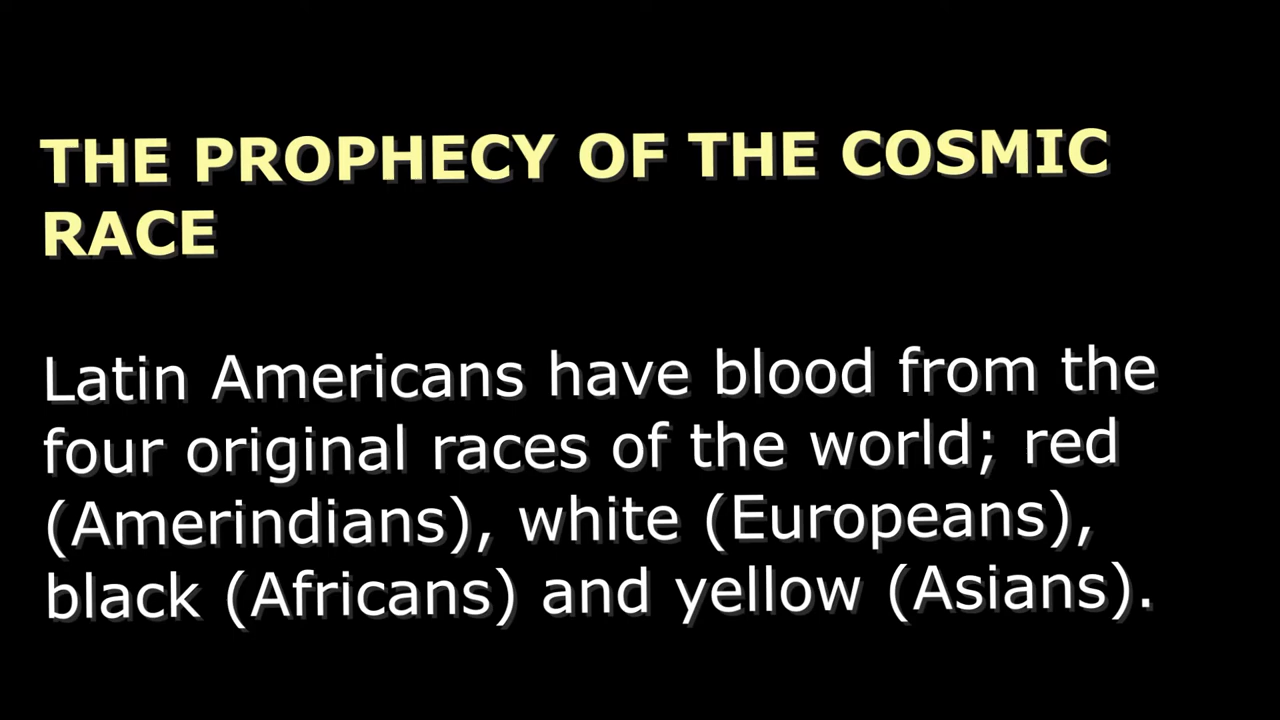 THE PROPHECY OF THE COSMIC
RACE
Latin Americans have blood from the
four original races of the world; red
(Amerindians), white (Europeans),
black (Africans) and yellow (Asians).